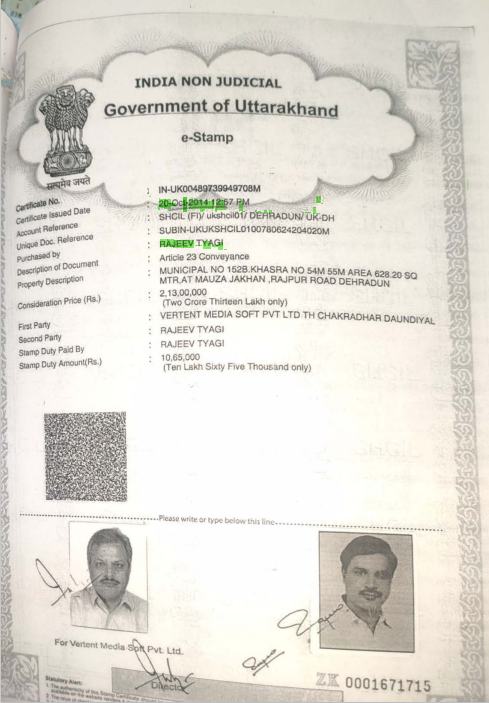 INDIA NON JUDICIAL
Government of Uttarakhand
e-Stamp
सत्यमेव जयते
Certificate No. : IN-UK00489739949708M
Certificate Issued Date : 20-Oct-2014 12:57 PM
Account Reference : SHCIL (FI)/ ukshcil01/ DEHRADUN/ UK-DH
Unique Doc. Reference : SUBIN-UKUKSHCIL0100780624204020M
Purchased by : RAJEEV TYAGI
Description of Document : Article 23 Conveyance
Property Description : MUNICIPAL NO 152B.KHASRA NO 54M 55M AREA 628.20 SQ
MTR.AT MAUZA JAKHAN ,RAJPUR ROAD DEHRADUN
Consideration Price (Rs.) : 2,13,00,000
(Two Crore Thirteen Lakh only)
First Party : VERTENT MEDIA SOFT PVT LTD TH CHAKRADHAR DAUNDIYAL
Second Party : RAJEEV TYAGI
Stamp Duty Paid By : RAJEEV TYAGI
Stamp Duty Amount(Rs.) : 10,65,000
(Ten Lakh Sixty Five Thousand only)
Please write or type below this line
For Vertent Media Soft Pvt. Ltd.
Director
ZK 0001671715
Statutory Alert: